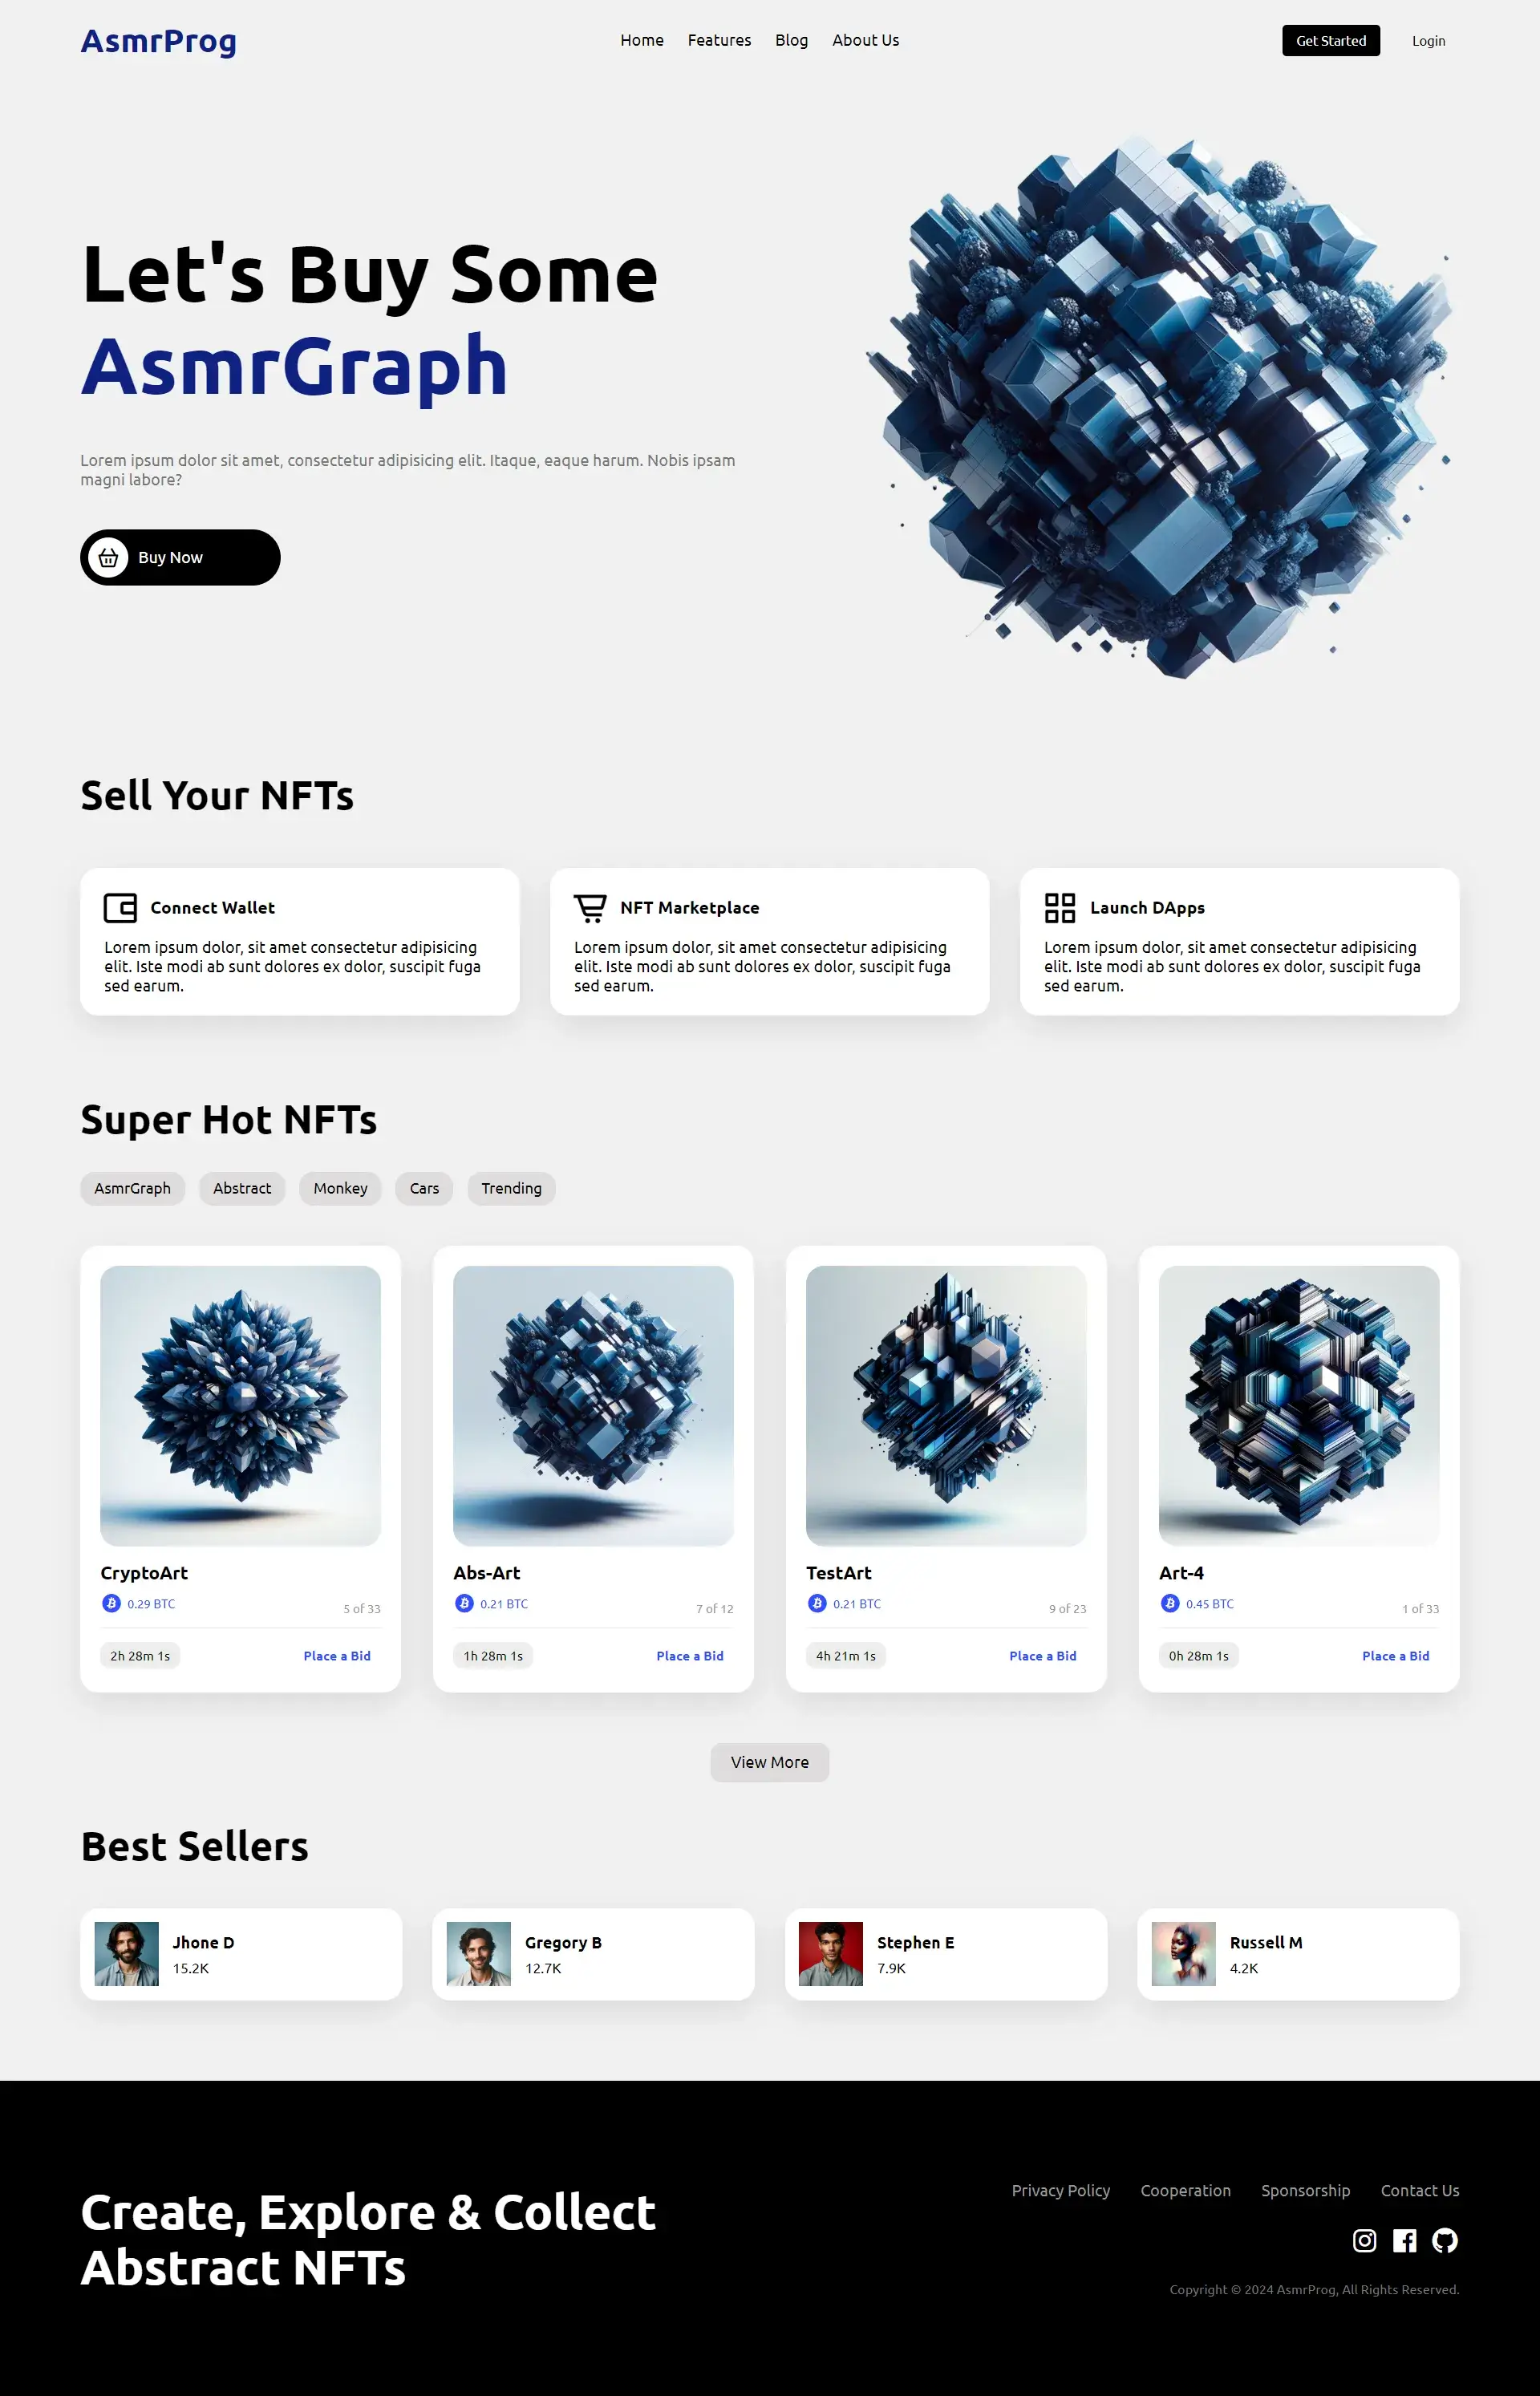 AsmrProg
Home
Features
Blog
About Us
Get Started
Login
Let's Buy Some
AsmrGraph
Lorem ipsum dolor sit amet, consectetur adipisicing elit. Itaque, eaque harum. Nobis ipsam
magni labore?
Buy Now
Sell Your NFTs
Connect Wallet
Lorem ipsum dolor, sit amet consectetur adipisicing
elit. Iste modi ab sunt dolores ex dolor, suscipit fuga
sed earum.
NFT Marketplace
Lorem ipsum dolor, sit amet consectetur adipisicing
elit. Iste modi ab sunt dolores ex dolor, suscipit fuga
sed earum.
Launch DApps
Lorem ipsum dolor, sit amet consectetur adipisicing
elit. Iste modi ab sunt dolores ex dolor, suscipit fuga
sed earum.
Super Hot NFTs
AsmrGraph
Abstract
Monkey
Cars
Trending
CryptoArt
0.29 BTC
5 of 33
2h 28m 1s
Place a Bid
Abs-Art
0.21 BTC
7 of 12
1h 28m 1s
Place a Bid
TestArt
0.21 BTC
9 of 23
4h 21m 1s
Place a Bid
Art-4
0.45 BTC
1 of 33
0h 28m 1s
Place a Bid
View More
Best Sellers
Jhone D
15.2K
Gregory B
12.7K
Stephen E
7.9K
Russell M
4.2K
Create, Explore & Collect
Abstract NFTs
Privacy Policy
Cooperation
Sponsorship
Contact Us
Copyright © 2024 AsmrProg, All Rights Reserved.